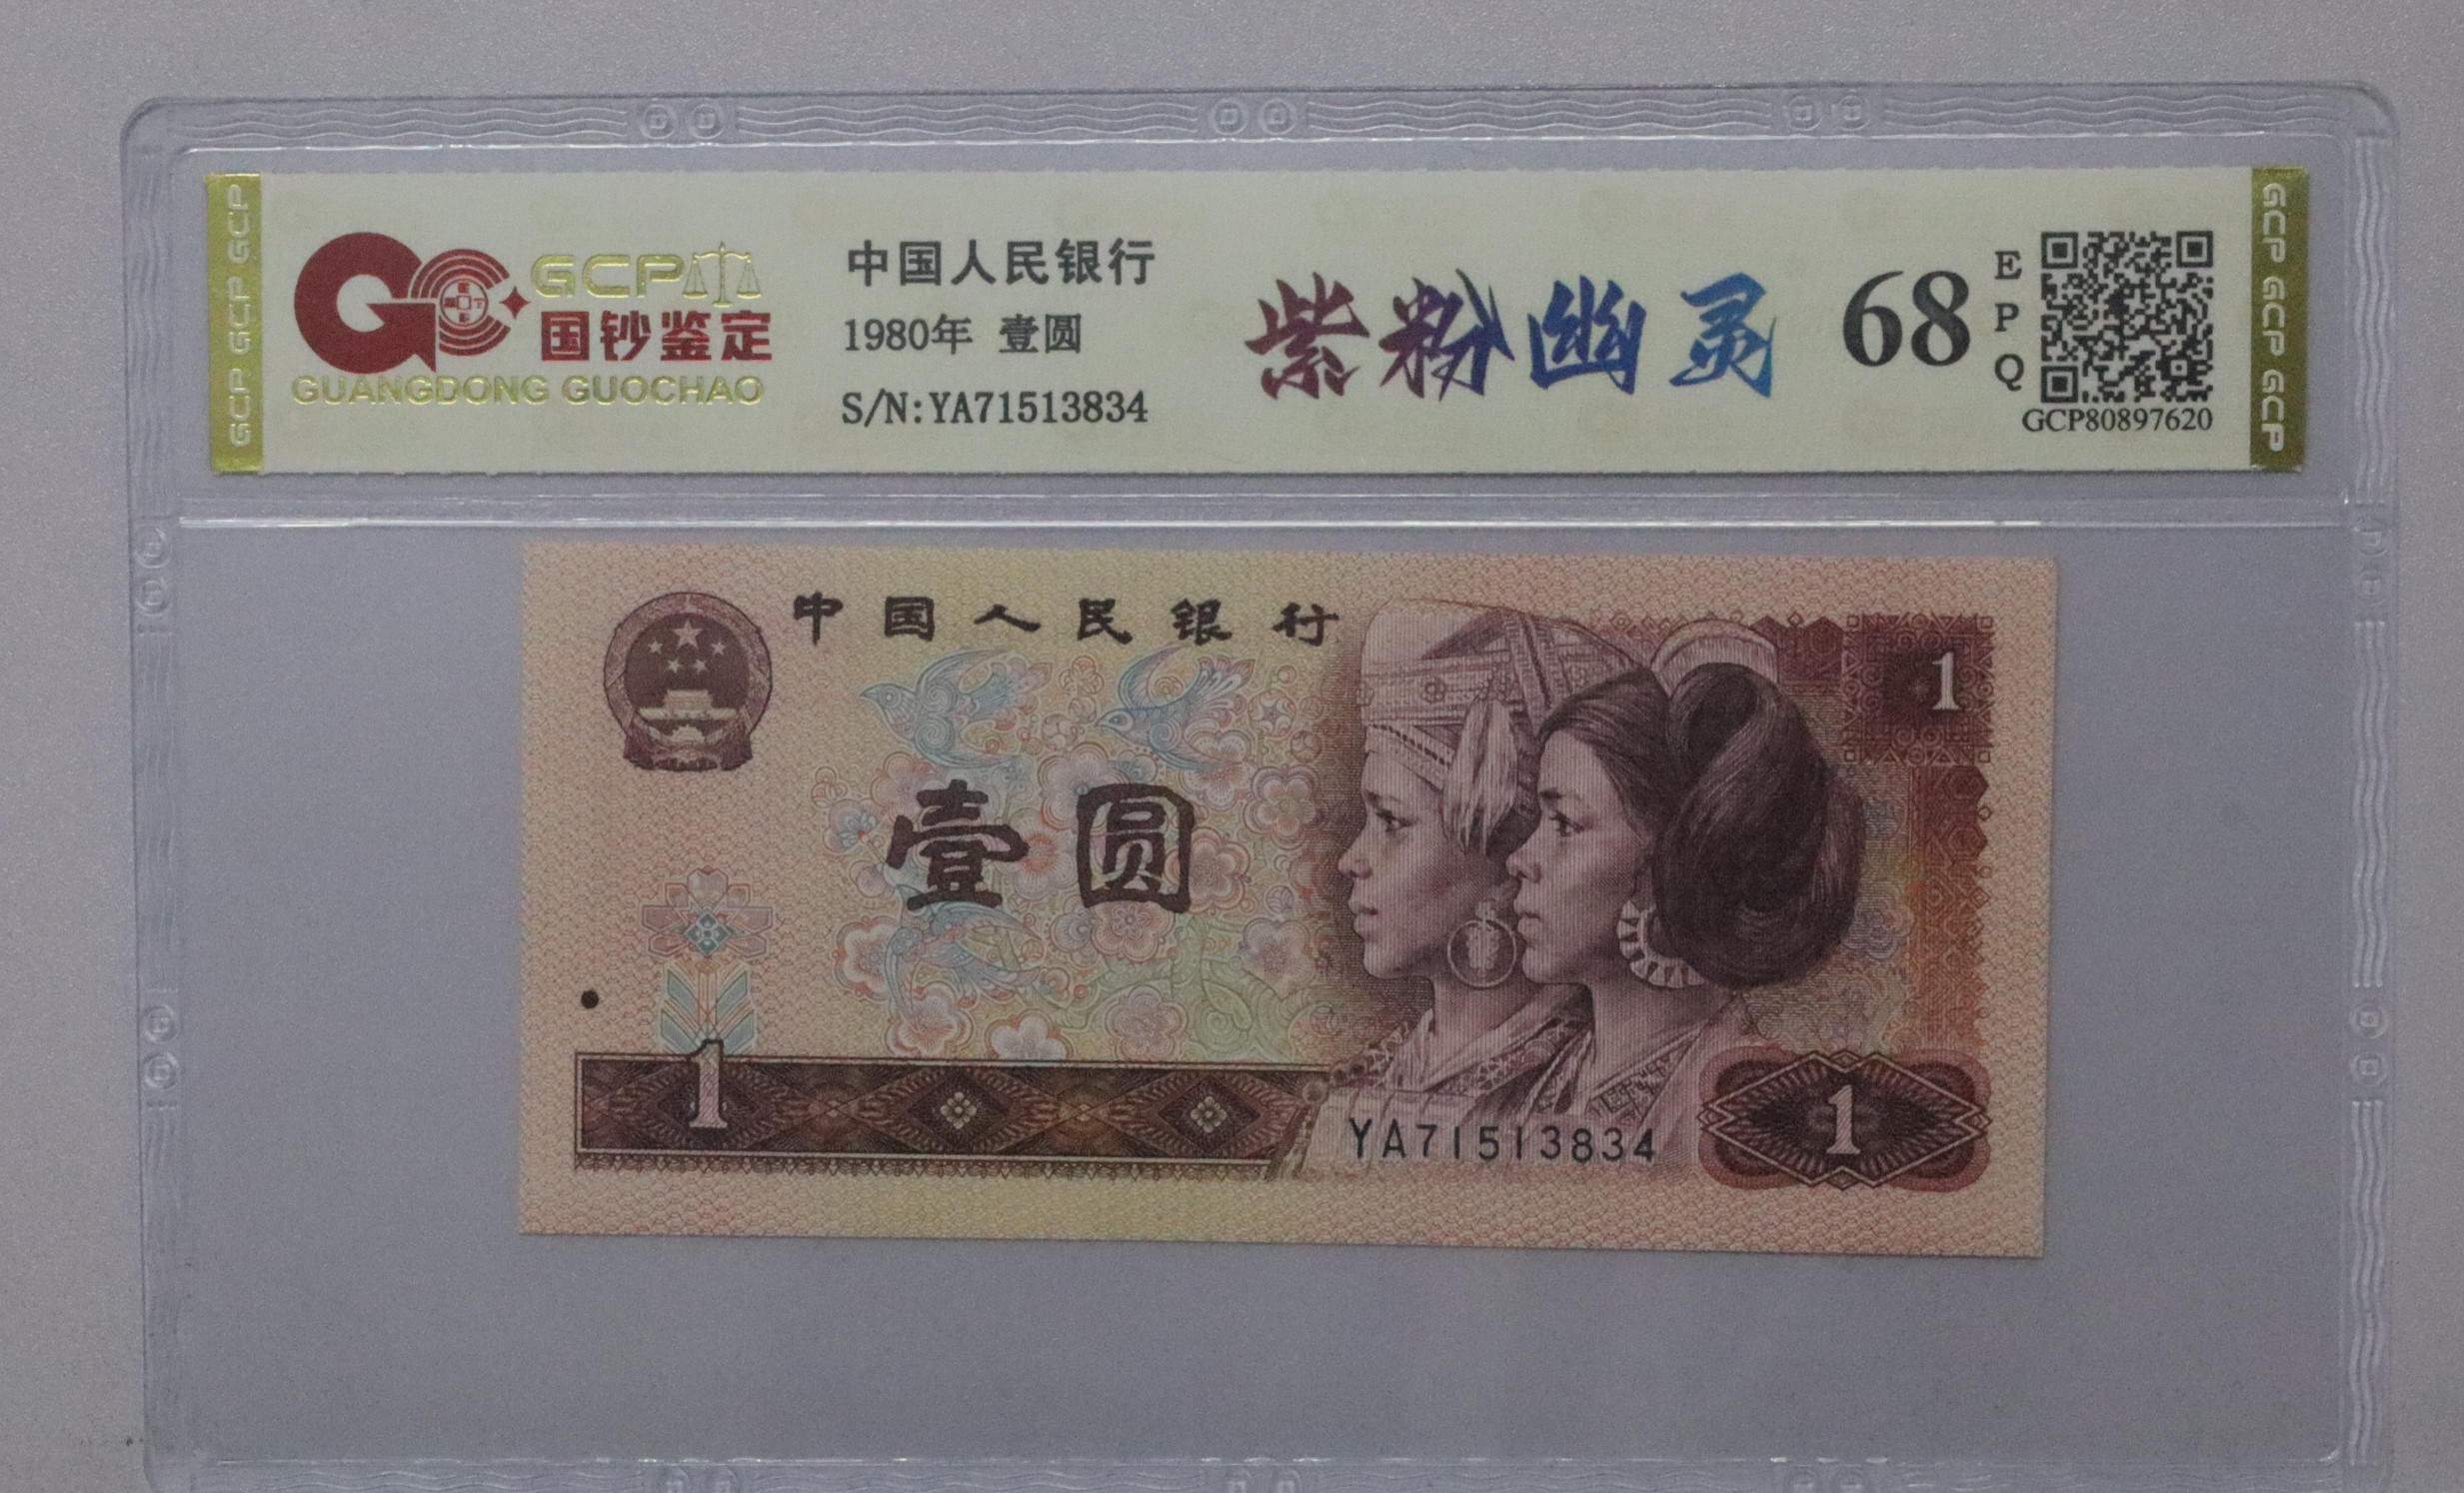 GCP GCP GCP
GCP
国钞鉴定
GUANGDONG GUOCHAO
中国人民银行
1980年 壹圆
S/N:YA71513834
紫粉幽灵
68
E
P
Q
GCP80897620
GCP GCP GCP GCP
中国人民银行
1
壹圆
1
YA71513834
1